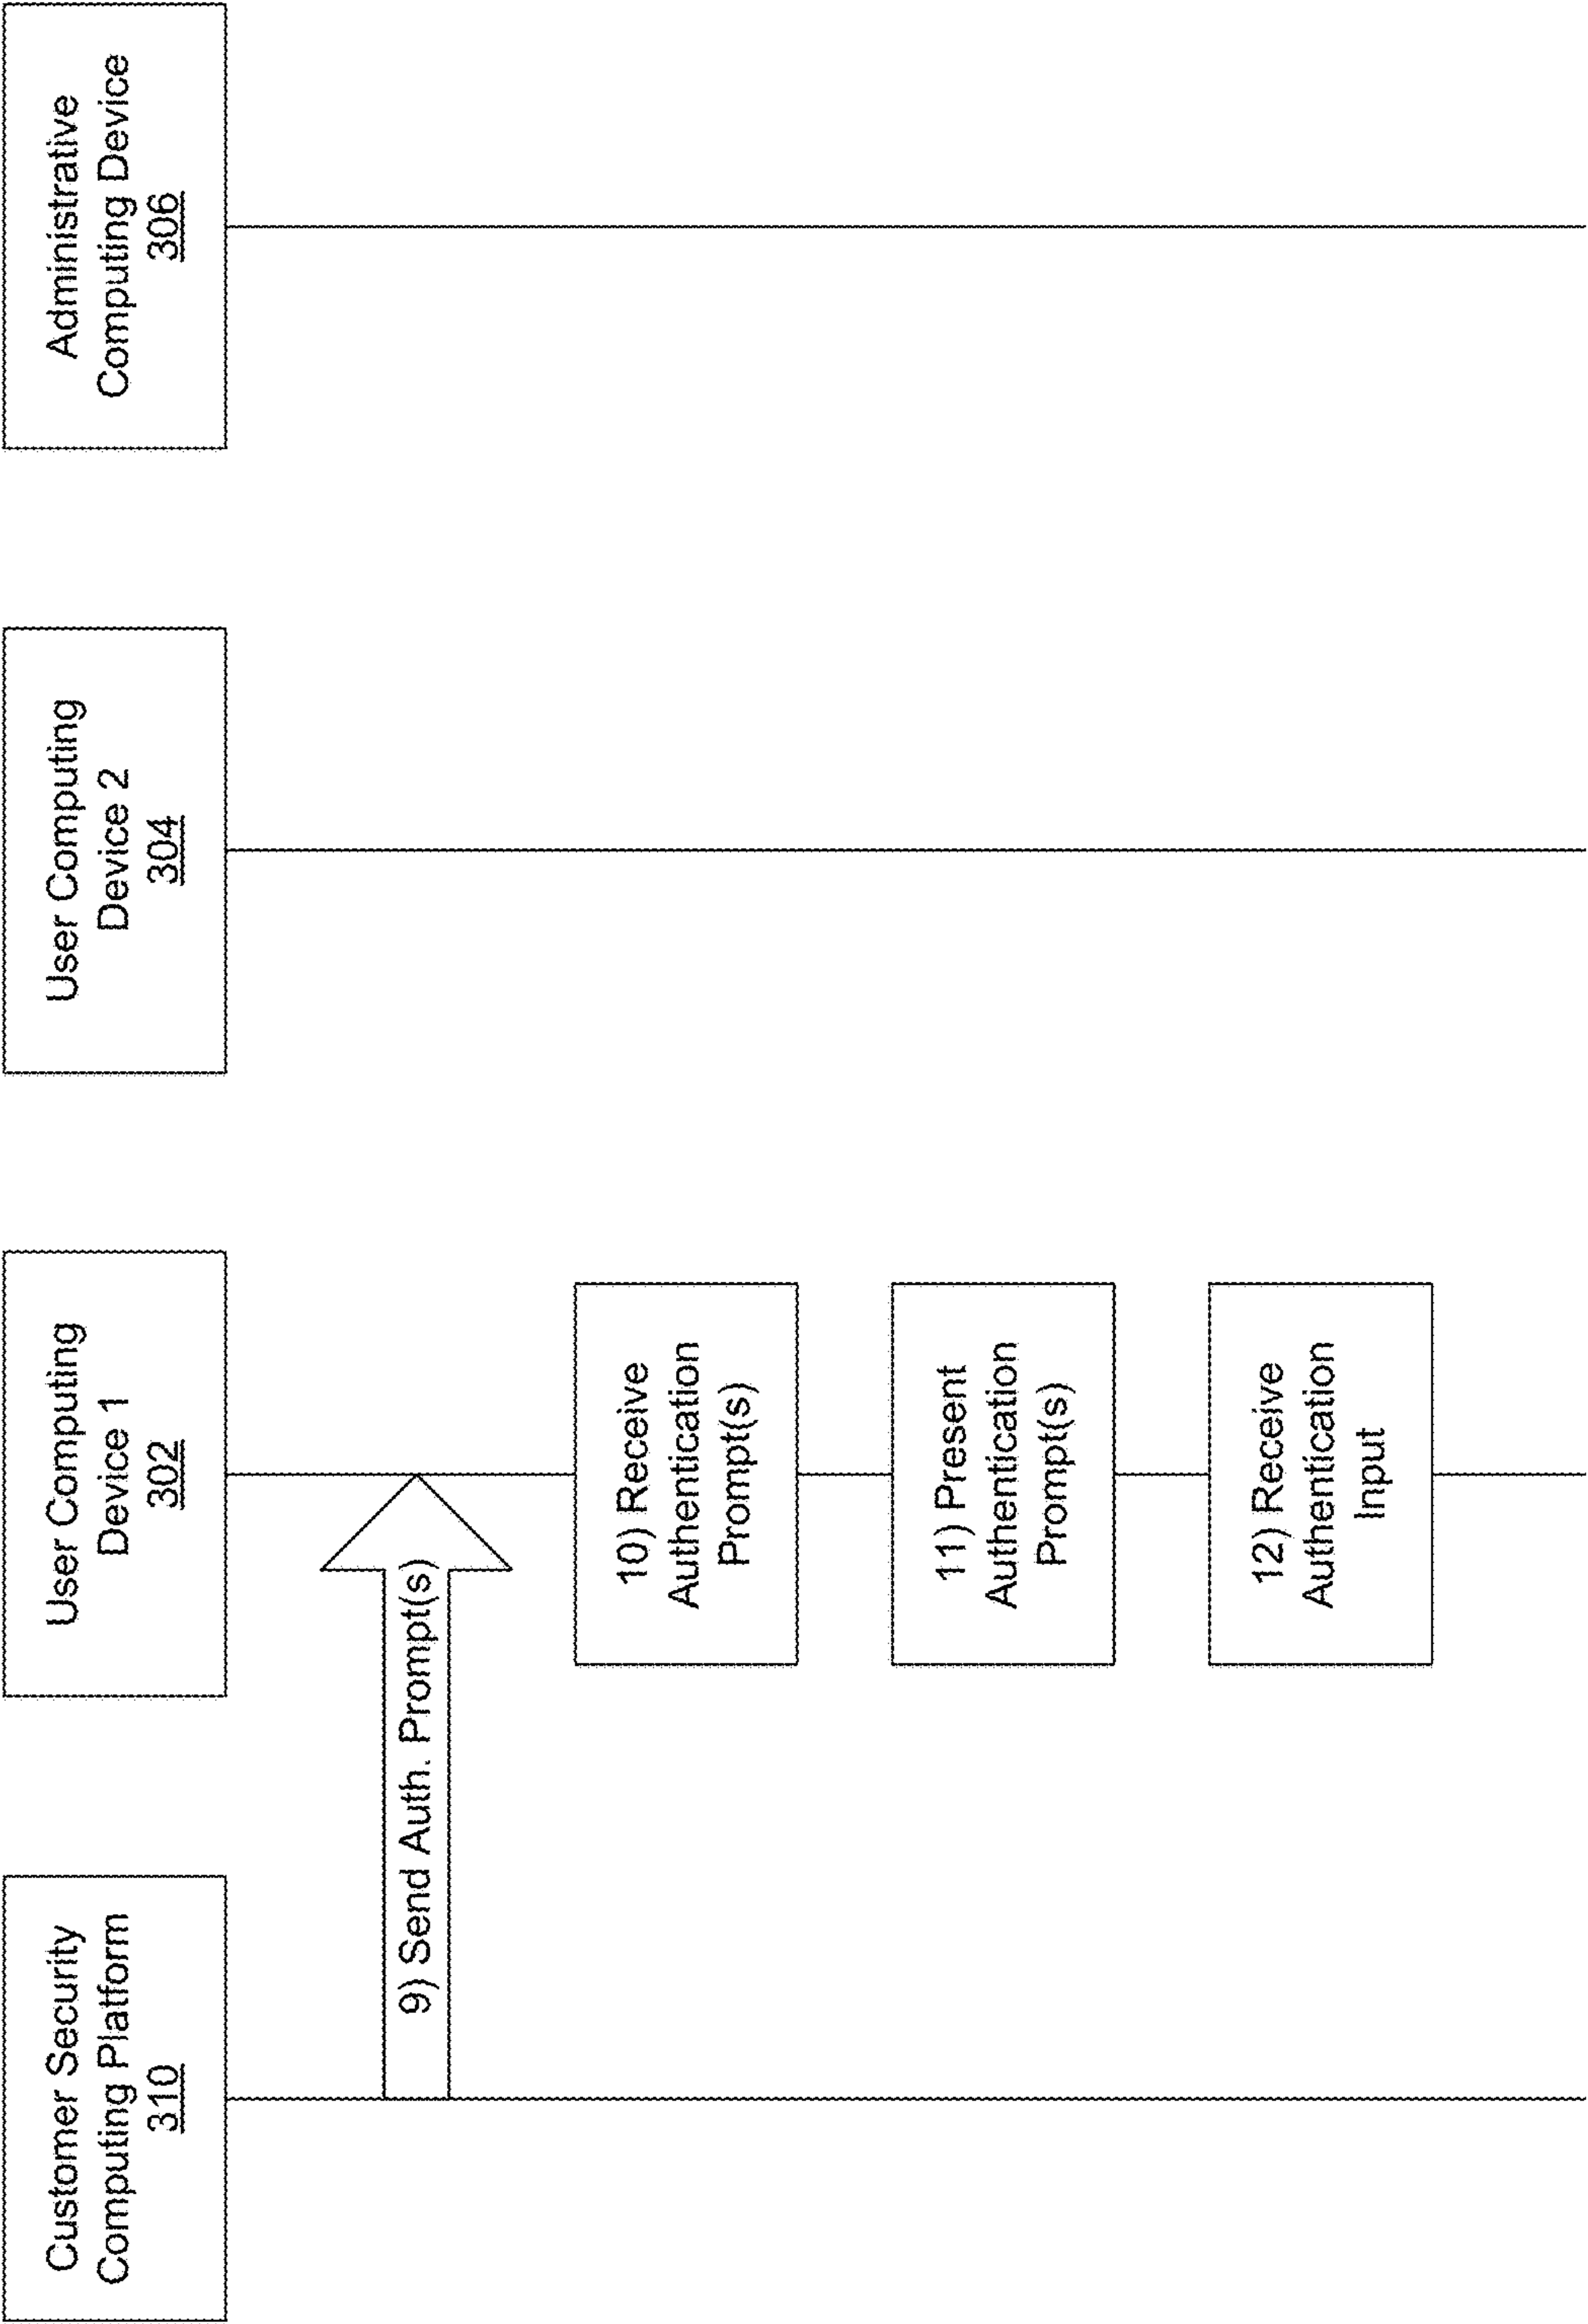 Customer Security
Computing Platform
310
User Computing
Device 1
302
User Computing
Device 2
304
Administrative
Computing Device
306
9) Send Auth. Prompt(s)
10) Receive
Authentication
Prompt(s)
11) Present
Authentication
Prompt(s)
12) Receive
Authentication
Input